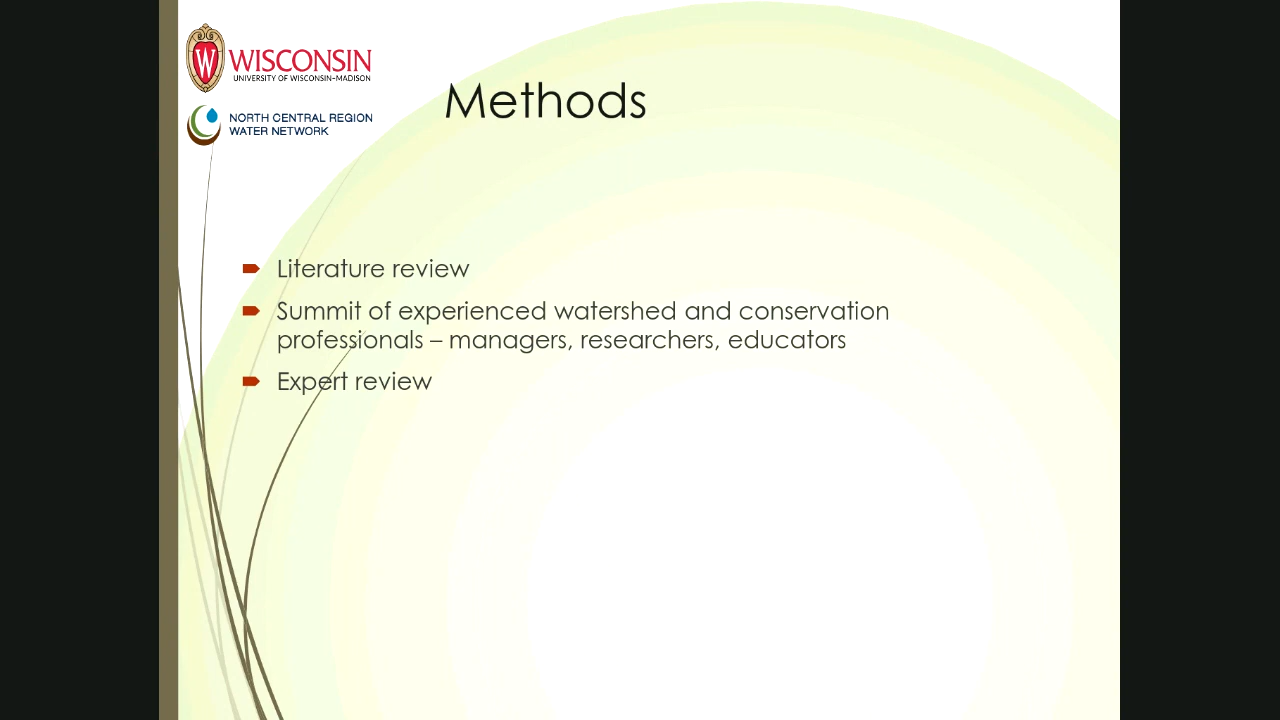 W
WISCONSIN
UNIVERSITY OF WISCONSIN–MADISON
NORTH CENTRAL REGION
WATER NETWORK
Methods
Literature review
Summit of experienced watershed and conservation
professionals – managers, researchers, educators
Expert review